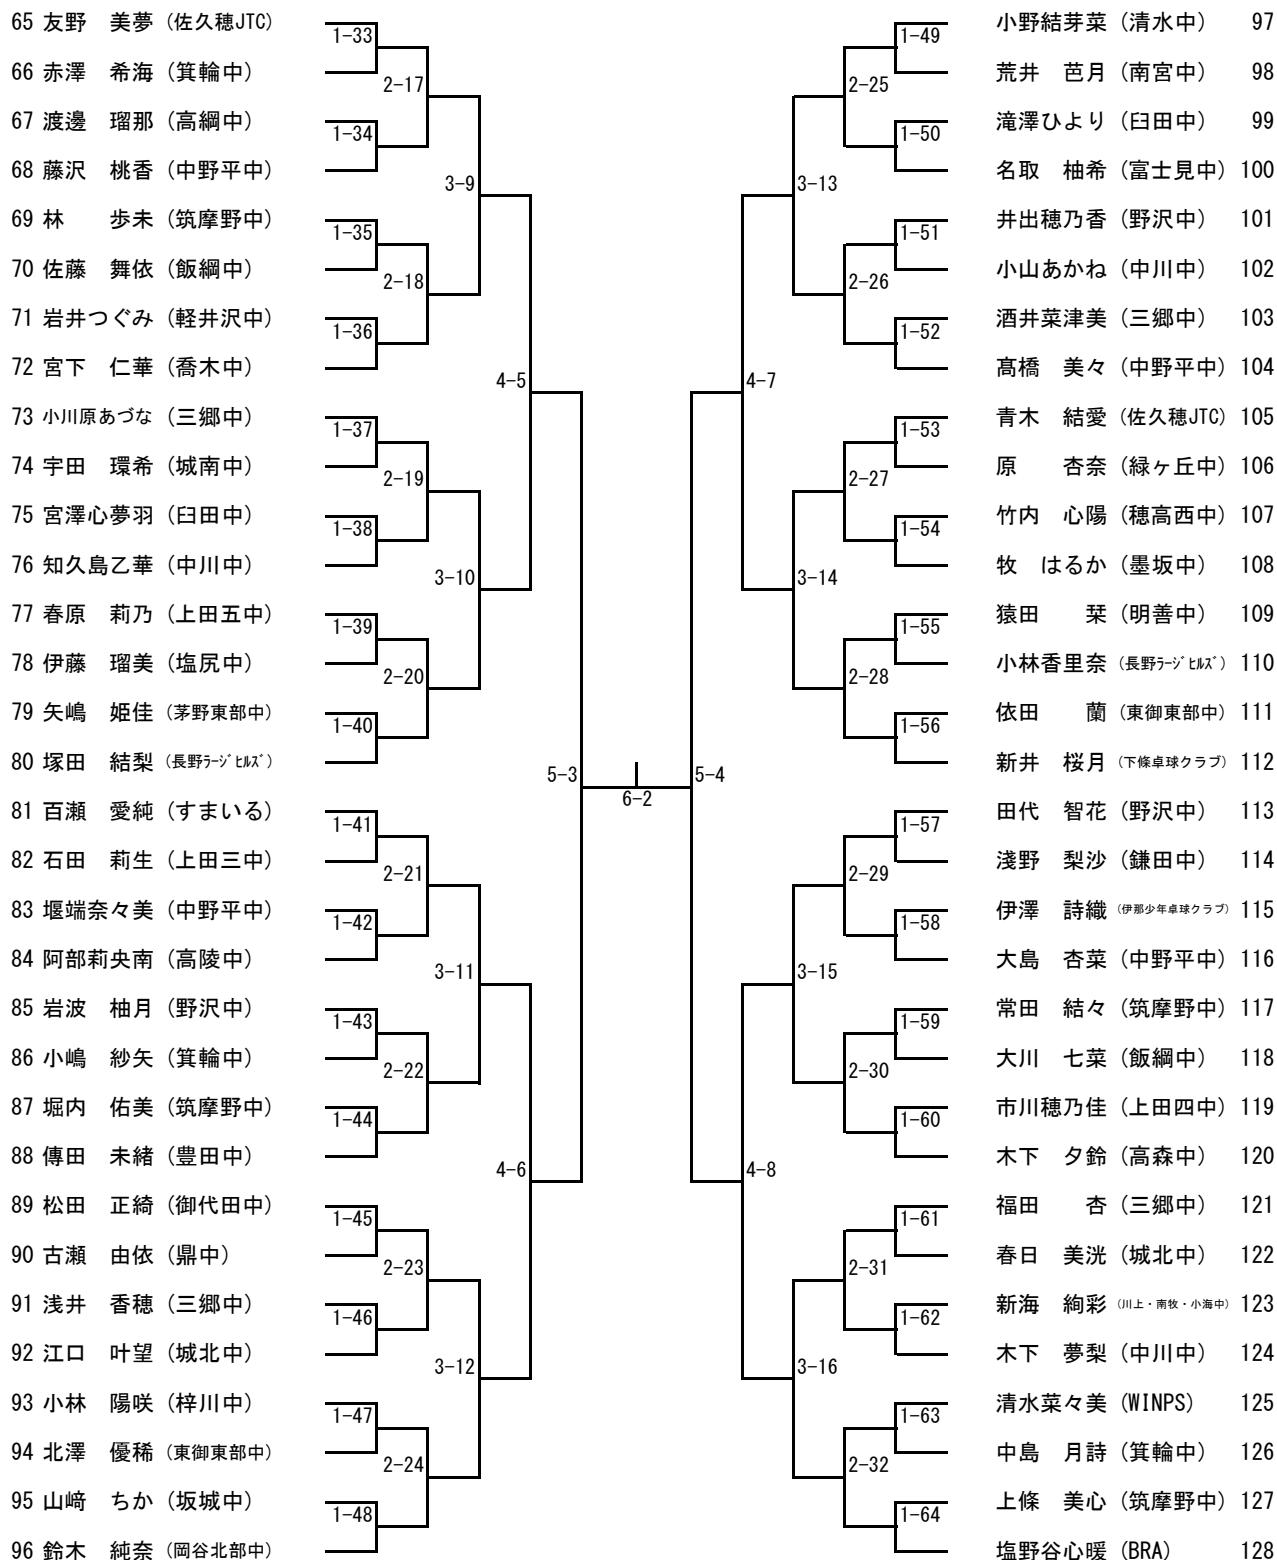 65 友野　美夢 (佐久穂JTC)
66 赤澤　希海 (箕輪中)
67 渡邊　瑠那 (高綱中)
68 藤沢　桃香 (中野平中)
69 林　　歩未 (筑摩野中)
70 佐藤　舞依 (飯綱中)
71 岩井つぐみ (軽井沢中)
72 宮下　仁華 (喬木中)
73 小川原あづな (三郷中)
74 宇田　環希 (城南中)
75 宮澤心夢羽 (臼田中)
76 知久島乙華 (中川中)
77 春原　莉乃 (上田五中)
78 伊藤　瑠美 (塩尻中)
79 矢嶋　姫佳 (茅野東部中)
80 塚田　結梨 (長野ﾗｰｼﾞﾋﾙｽﾞ)
81 百瀬　愛純 (すまいる)
82 石田　莉生 (上田三中)
83 堰端奈々美 (中野平中)
84 阿部莉央南 (高陵中)
85 岩波　柚月 (野沢中)
86 小嶋　紗矢 (箕輪中)
87 堀内　佑美 (筑摩野中)
88 傳田　未緒 (豊田中)
89 松田　正綺 (御代田中)
90 古瀬　由依 (鼎中)
91 浅井　香穂 (三郷中)
92 江口　叶望 (城北中)
93 小林　陽咲 (梓川中)
94 北澤　優稀 (東御東部中)
95 山﨑　ちか (坂城中)
96 鈴木　純奈 (岡谷北部中)
1-33
1-34
1-35
1-36
1-37
1-38
1-39
1-40
1-41
1-42
1-43
1-44
1-45
1-46
1-47
1-48
2-17
2-18
2-19
2-20
2-21
2-22
2-23
2-24
3-9
3-10
3-11
3-12
4-5
4-6
5-3
6-2
5-4
4-7
4-8
3-13
3-14
3-15
3-16
2-25
2-26
2-27
2-28
2-29
2-30
2-31
2-32
1-49
1-50
1-51
1-52
1-53
1-54
1-55
1-56
1-57
1-58
1-59
1-60
1-61
1-62
1-63
1-64
小野結芽菜 (清水中) 97
荒井　芭月 (南宮中) 98
滝澤ひより (臼田中) 99
名取　柚希 (富士見中) 100
井出穂乃香 (野沢中) 101
小山あかね (中川中) 102
酒井菜津美 (三郷中) 103
髙橋　美々 (中野平中) 104
青木　結愛 (佐久穂JTC) 105
原　　杏奈 (緑ヶ丘中) 106
竹内　心陽 (穂高西中) 107
牧　はるか (墨坂中) 108
猿田　　栞 (明善中) 109
小林香里奈 (長野ﾗｰｼﾞﾋﾙｽﾞ) 110
依田　　蘭 (東御東部中) 111
新井　桜月 (下條卓球クラブ) 112
田代　智花 (野沢中) 113
淺野　梨沙 (鎌田中) 114
伊澤　詩織 (伊那少年卓球クラブ) 115
大島　杏菜 (中野平中) 116
常田　結々 (筑摩野中) 117
大川　七菜 (飯綱中) 118
市川穂乃佳 (上田四中) 119
木下　夕鈴 (高森中) 120
福田　　杏 (三郷中) 121
春日　美洸 (城北中) 122
新海　絢彩 (川上・南牧・小海中) 123
木下　夢梨 (中川中) 124
清水菜々美 (WINPS) 125
中島　月詩 (箕輪中) 126
上條　美心 (筑摩野中) 127
塩野谷心暖 (BRA) 128